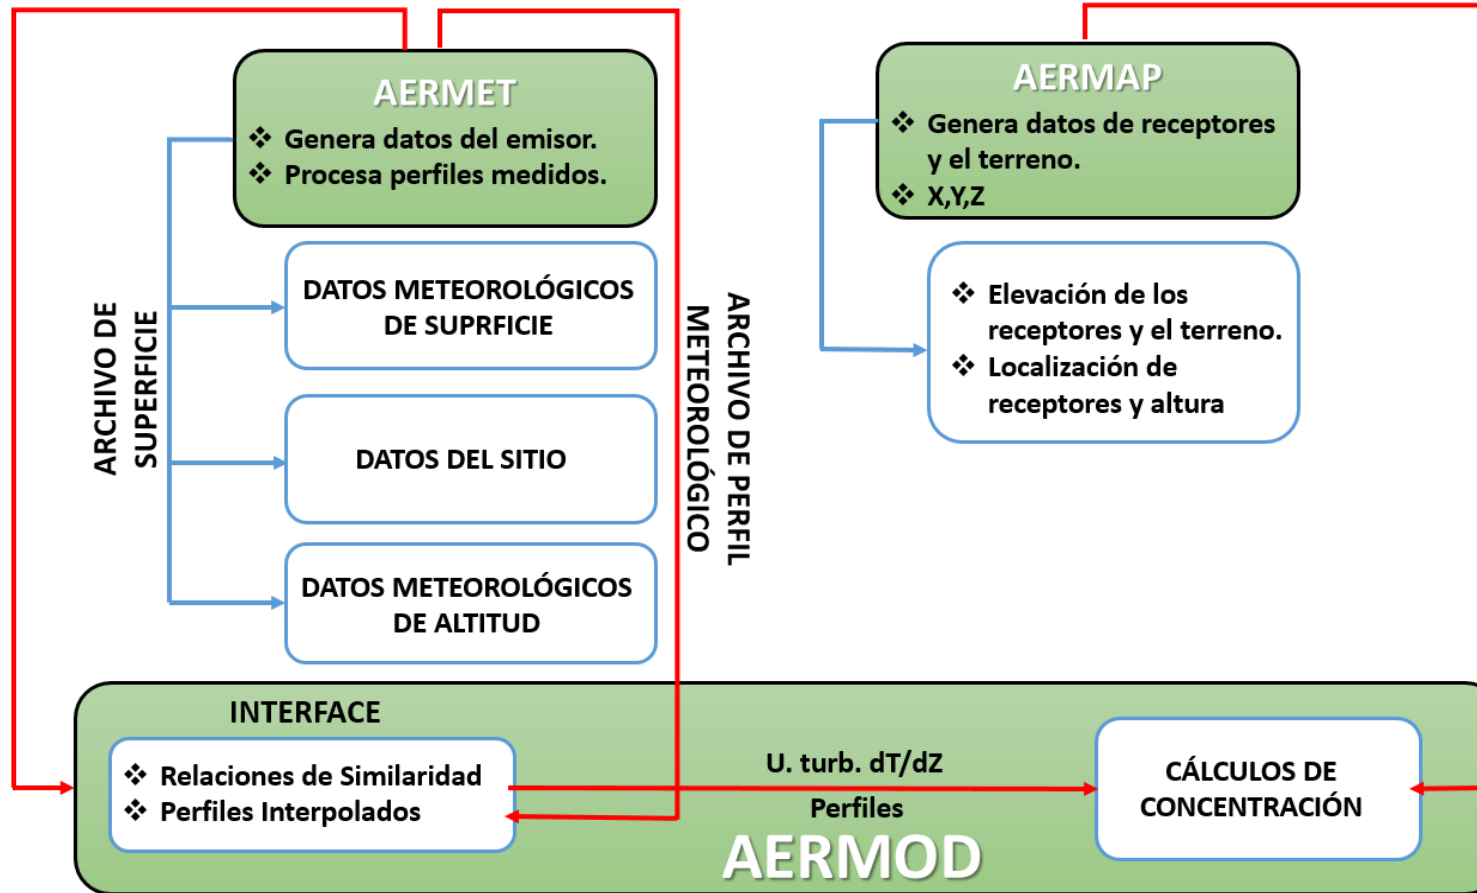 AERMET
❖ Genera datos del emisor.
❖ Procesa perfiles medidos.
ARCHIVO DE
SUPERFICIE
DATOS METEOROLÓGICOS
DE SUPRFICIE
DATOS DEL SITIO
DATOS METEOROLÓGICOS
DE ALTITUD
ARCHIVO DE PERFIL
METEOROLÓGICO
AERMAP
❖ Genera datos de receptores
y el terreno.
❖ X,Y,Z
❖ Elevación de los
receptores y el terreno.
❖ Localización de
receptores y altura
INTERFACE
❖ Relaciones de Similaridad
❖ Perfiles Interpolados
U. turb. dT/dZ
Perfiles
CÁLCULOS DE
CONCENTRACIÓN
AERMOD